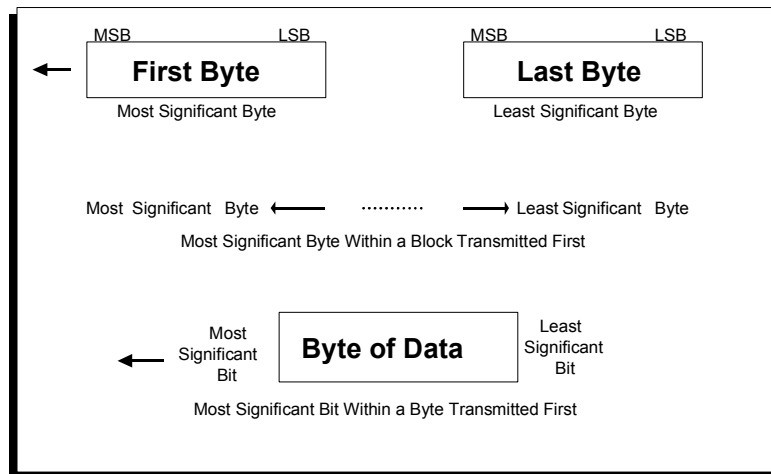 MSB LSB MSB LSB
First Byte Last Byte
Most Significant Byte Least Significant Byte
Most Significant Byte .......... Least Significant Byte
Most Significant Byte Within a Block Transmitted First
Most
Significant
Bit
Byte of Data
Least
Significant
Bit
Most Significant Bit Within a Byte Transmitted First